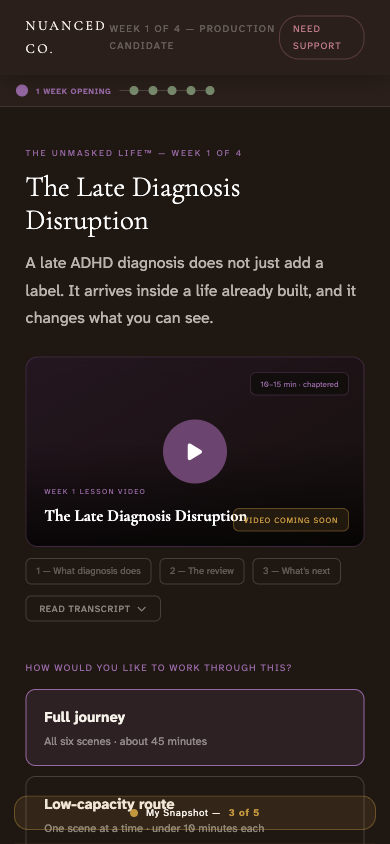 NUANCED CO.
WEEK 1 OF 4 — PRODUCTION CANDIDATE
NEED SUPPORT
1 WEEK OPENING
THE UNMASKED LIFE™ — WEEK 1 OF 4
The Late Diagnosis
Disruption
A late ADHD diagnosis does not just add a
label. It arrives inside a life already built, and it
changes what you can see.
10–15 min · chaptered
WEEK 1 LESSON VIDEO
The Late Diagnosis Disruption
VIDEO COMING SOON
1 — What diagnosis does
2 — The review
3 — What's next
READ TRANSCRIPT
HOW WOULD YOU LIKE TO WORK THROUGH THIS?
Full journey
All six scenes · about 45 minutes
Low-capacity route
My Snapshot — 3 of 5
One scene at a time · under 10 minutes each